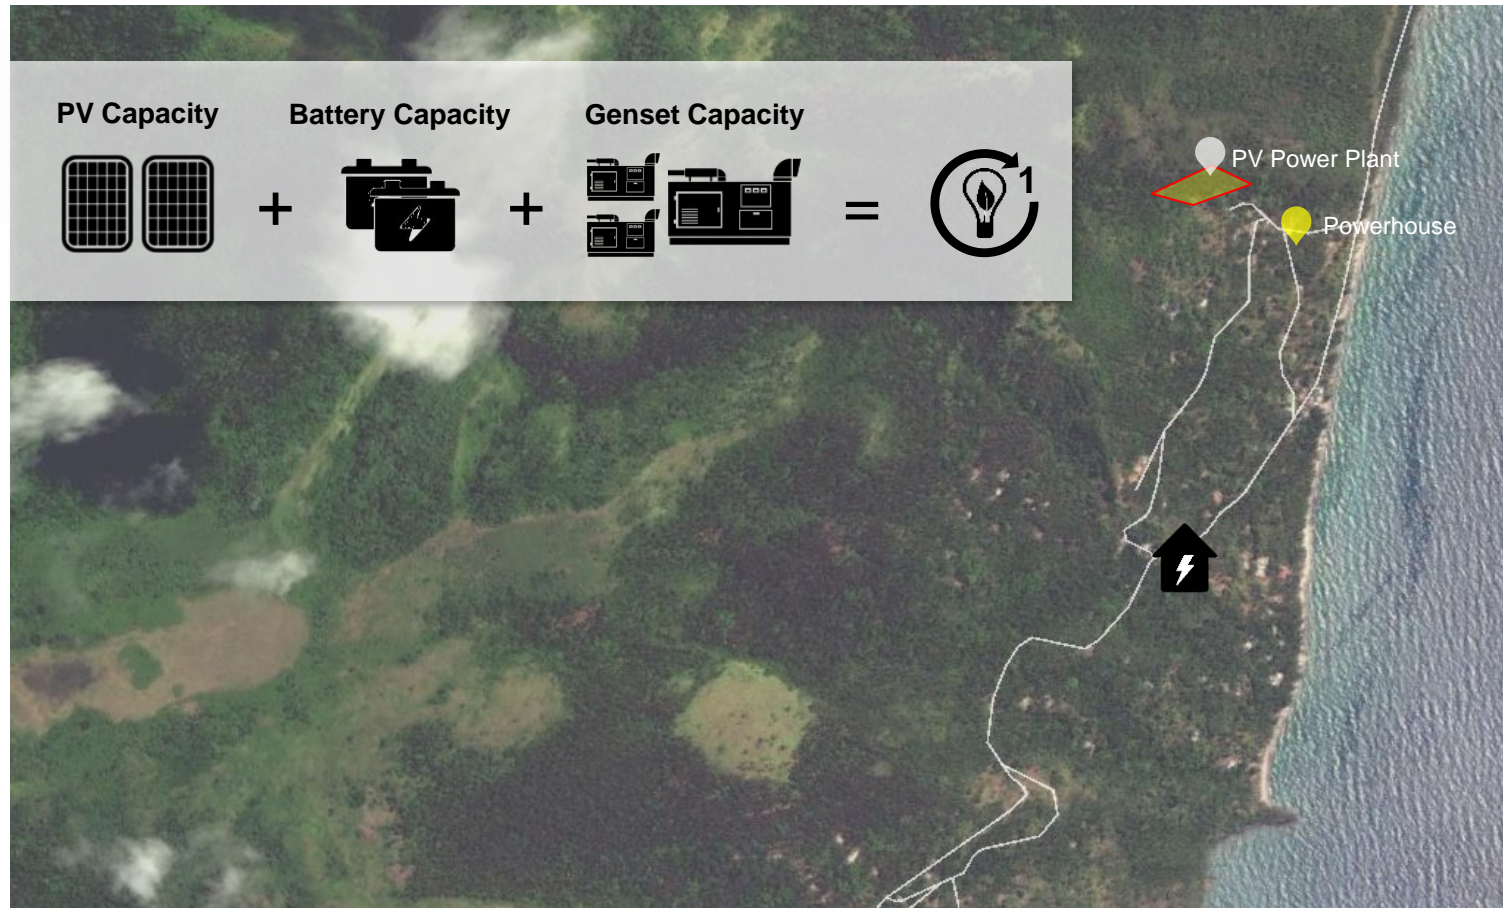 PV Capacity
Battery Capacity
Genset Capacity
+
+
=
1
PV Power Plant
Powerhouse